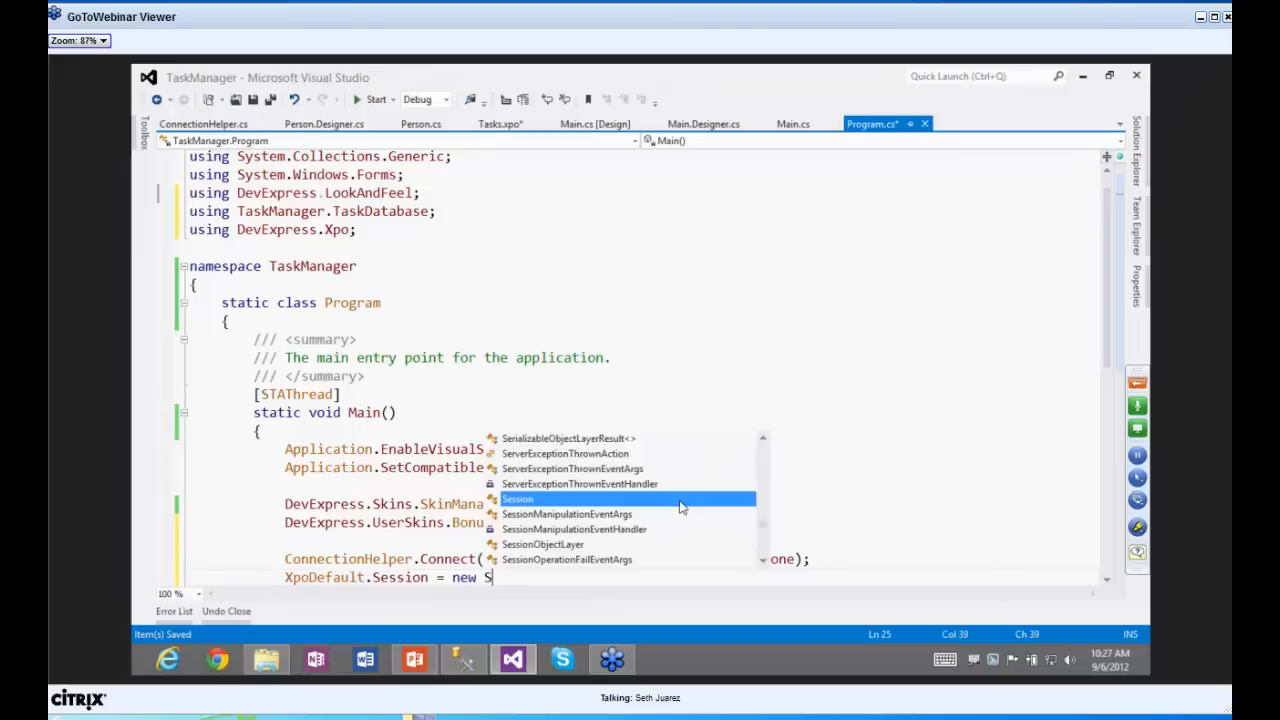 GoToWebinar Viewer
Zoom: 87%
TaskManager - Microsoft Visual Studio
Quick Launch (Ctrl+Q)
Start Debug
ConnectionHelper.cs Person.Designer.cs Person.cs Tasks.xpo* Main.cs [Design] Main.Designer.cs Main.cs Program.cs*
TaskManager.Program Main()
Toolbox
Solution Explorer
Team Explorer
Properties
using System.Collections.Generic;
using System.Windows.Forms;
using DevExpress.LookAndFeel;
using TaskManager.TaskDatabase;
using DevExpress.Xpo;
namespace TaskManager
{
static class Program
{
/// <summary>
/// The main entry point for the application.
/// </summary>
[STAThread]
static void Main()
{
Application.EnableVisualS
Application.SetCompatible
DevExpress.Skins.SkinMana
DevExpress.UserSkins.Bonu
ConnectionHelper.Connect( one);
XpoDefault.Session = new S
SerializableObjectLayerResult<>
ServerExceptionThrownAction
ServerExceptionThrownEventArgs
ServerExceptionThrownEventHandler
Session
SessionManipulationEventArgs
SessionManipulationEventHandler
SessionObjectLayer
SessionOperationFailEventArgs
100 %
Error List Undo Close
Item(s) Saved Ln 25 Col 39 Ch 39 INS
10:27 AM
9/6/2012
CITRIX
Talking: Seth Juarez